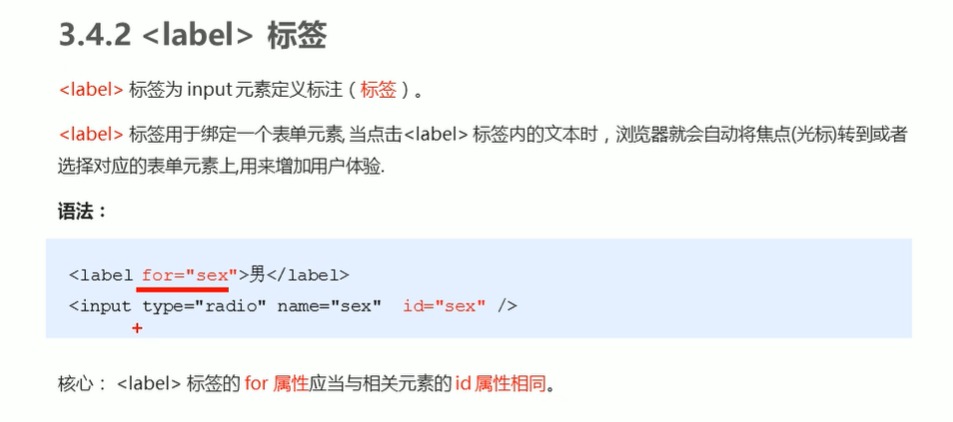 3.4.2 <label> 标签
<label> 标签为 input 元素定义标注（标签）。
<label> 标签用于绑定一个表单元素, 当点击<label> 标签内的文本时，浏览器就会自动将焦点(光标)转到或者
选择对应的表单元素上,用来增加用户体验.
语法：
<label for="sex">男</label>
<input type="radio" name="sex"  id="sex" />
核心： <label> 标签的 for 属性应当与相关元素的 id 属性相同。